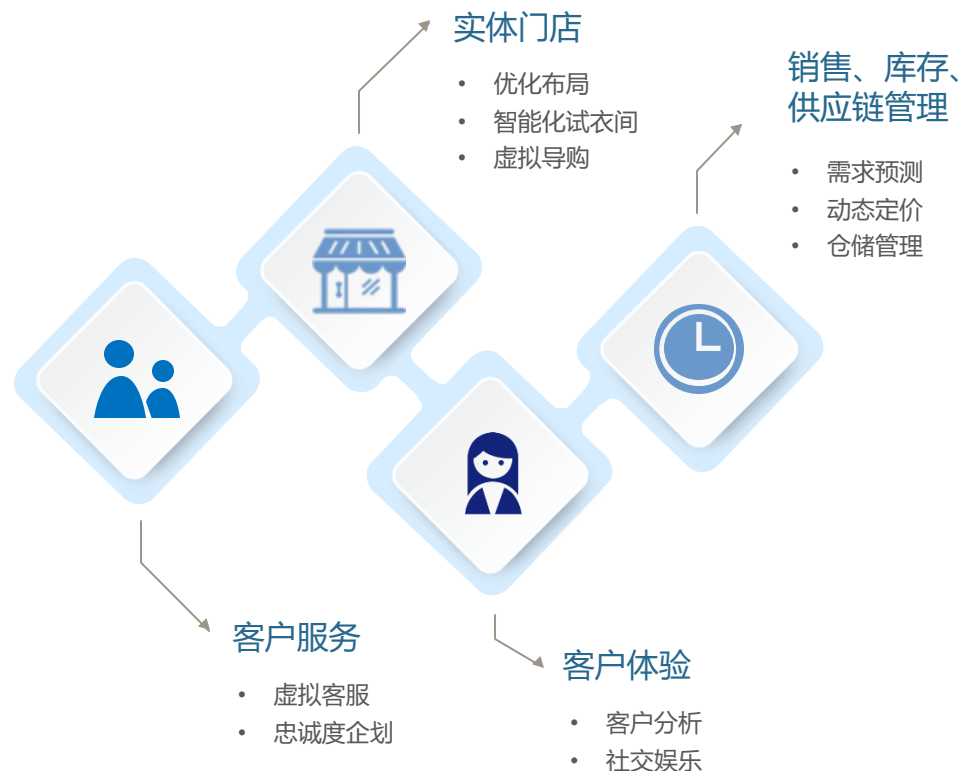 实体门店
• 优化布局
• 智能化试衣间
• 虚拟导购
销售、库存、
供应链管理
• 需求预测
• 动态定价
• 仓储管理
客户服务
• 虚拟客服
• 忠诚度企划
客户体验
• 客户分析
• 社交娱乐